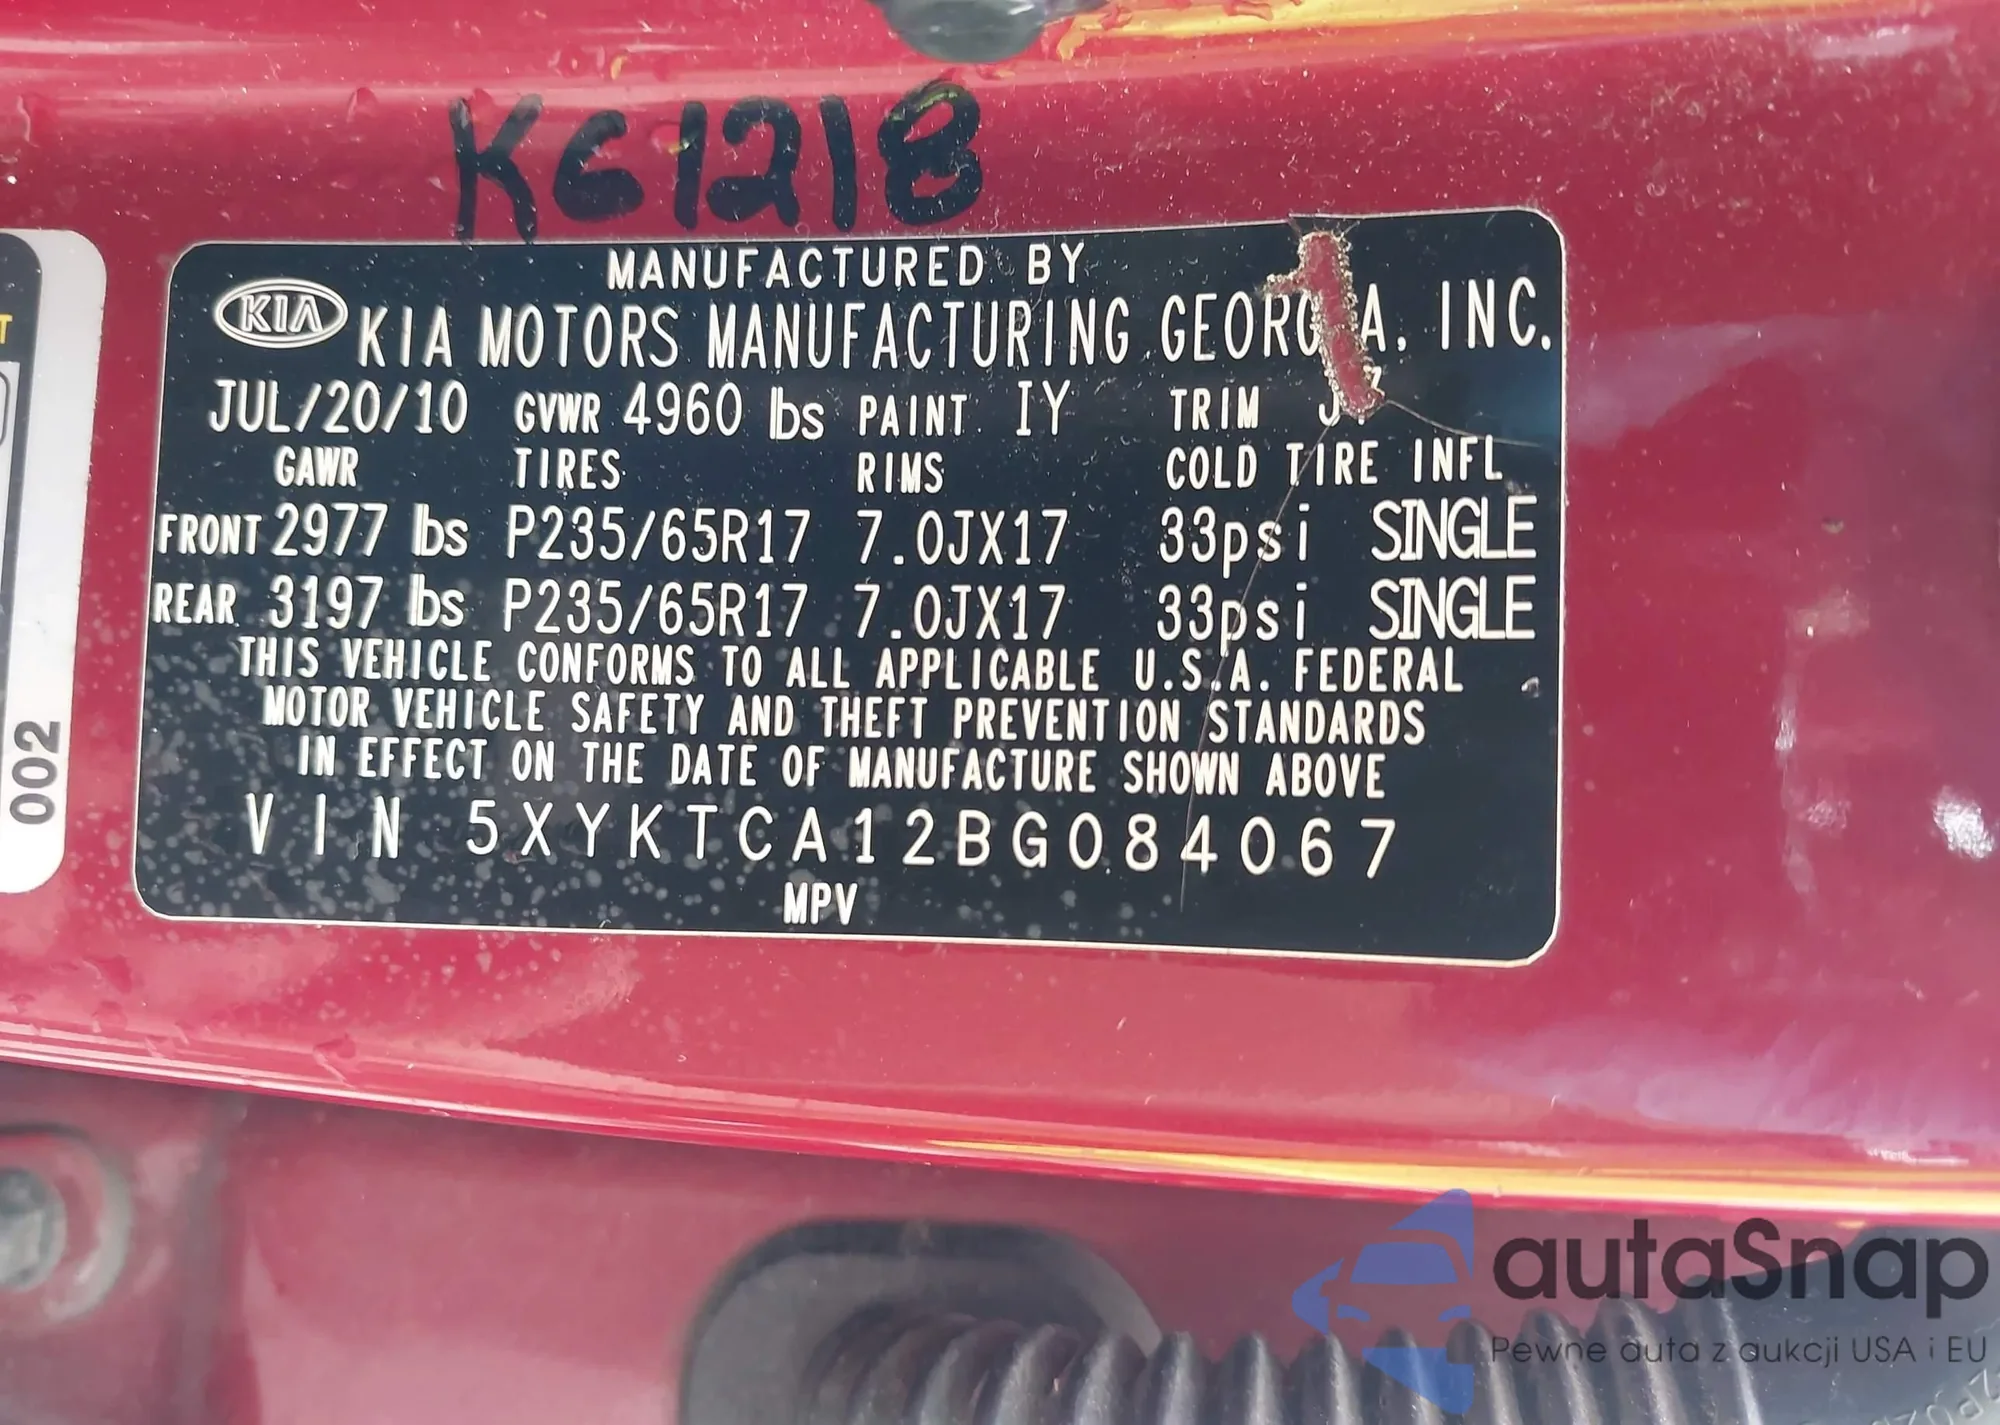 K61218
MANUFACTURED BY
KIA KIA MOTORS MANUFACTURING GEORGIA, INC.
JUL/20/10 GVWR 4960 lbs PAINT IY TRIM
GAWR TIRES RIMS COLD TIRE INFL
FRONT 2977 lbs P235/65R17 7.0JX17 33psi SINGLE
REAR 3197 lbs P235/65R17 7.0JX17 33psi SINGLE
THIS VEHICLE CONFORMS TO ALL APPLICABLE U.S.A. FEDERAL
MOTOR VEHICLE SAFETY AND THEFT PREVENTION STANDARDS
IN EFFECT ON THE DATE OF MANUFACTURE SHOWN ABOVE
VIN 5XYKTCA12BG084067
MPV
002
autaSnap
Pewne auta z aukcji USA i EU